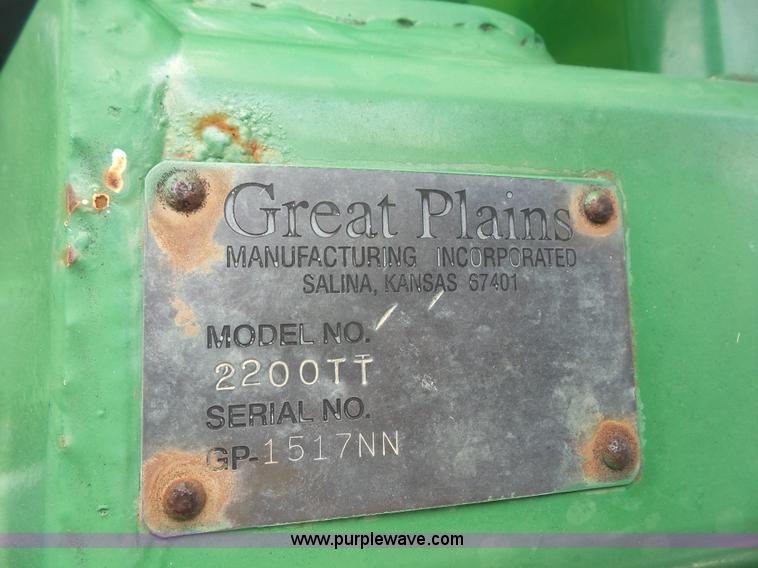 Great Plains
MANUFACTURING INCORPORATED
SALINA, KANSAS 67401
MODEL NO.
2200TT
SERIAL NO.
GP-1517NN
www.purplewave.com